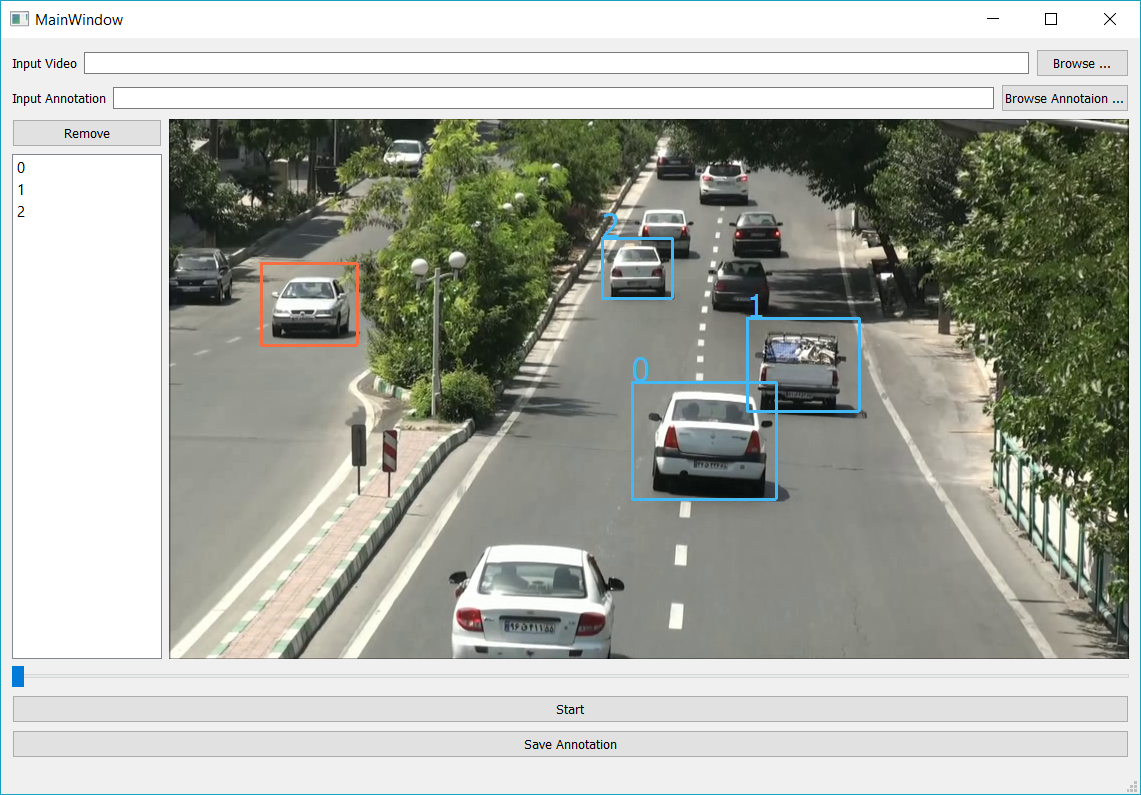 MainWindow
Input Video Browse ...
Input Annotation Browse Annotaion ...
Remove
0
1
2
2
1
0
Start
Save Annotation